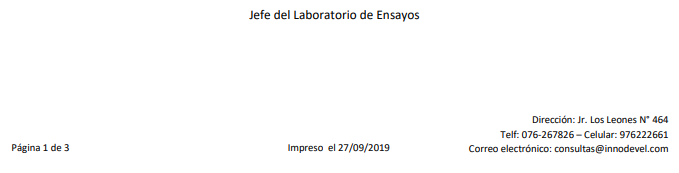 Jefe del Laboratorio de Ensayos
Dirección: Jr. Los Leones N° 464
Telf: 076-267826 – Celular: 976222661
Página 1 de 3
Impreso el 27/09/2019
Correo electrónico: consultas@innodevel.com